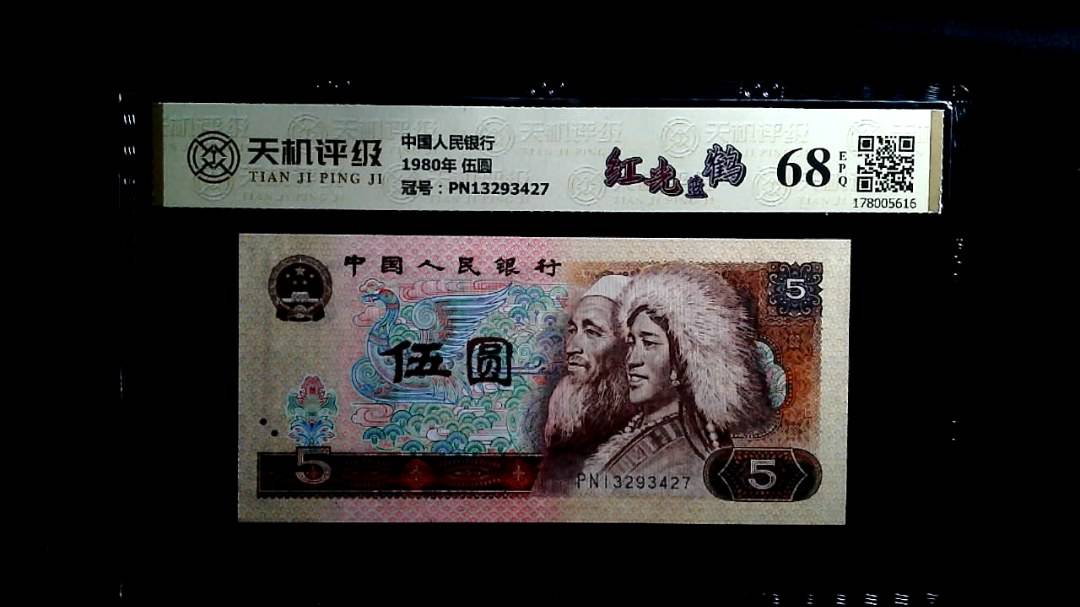 天机评级
TIAN JI PING JI
中国人民银行
1980年 伍圆
冠号：PN13293427
红光蓝鹤
68
EPQ
178005616
中国人民银行
5
伍圆
5
PN13293427
5